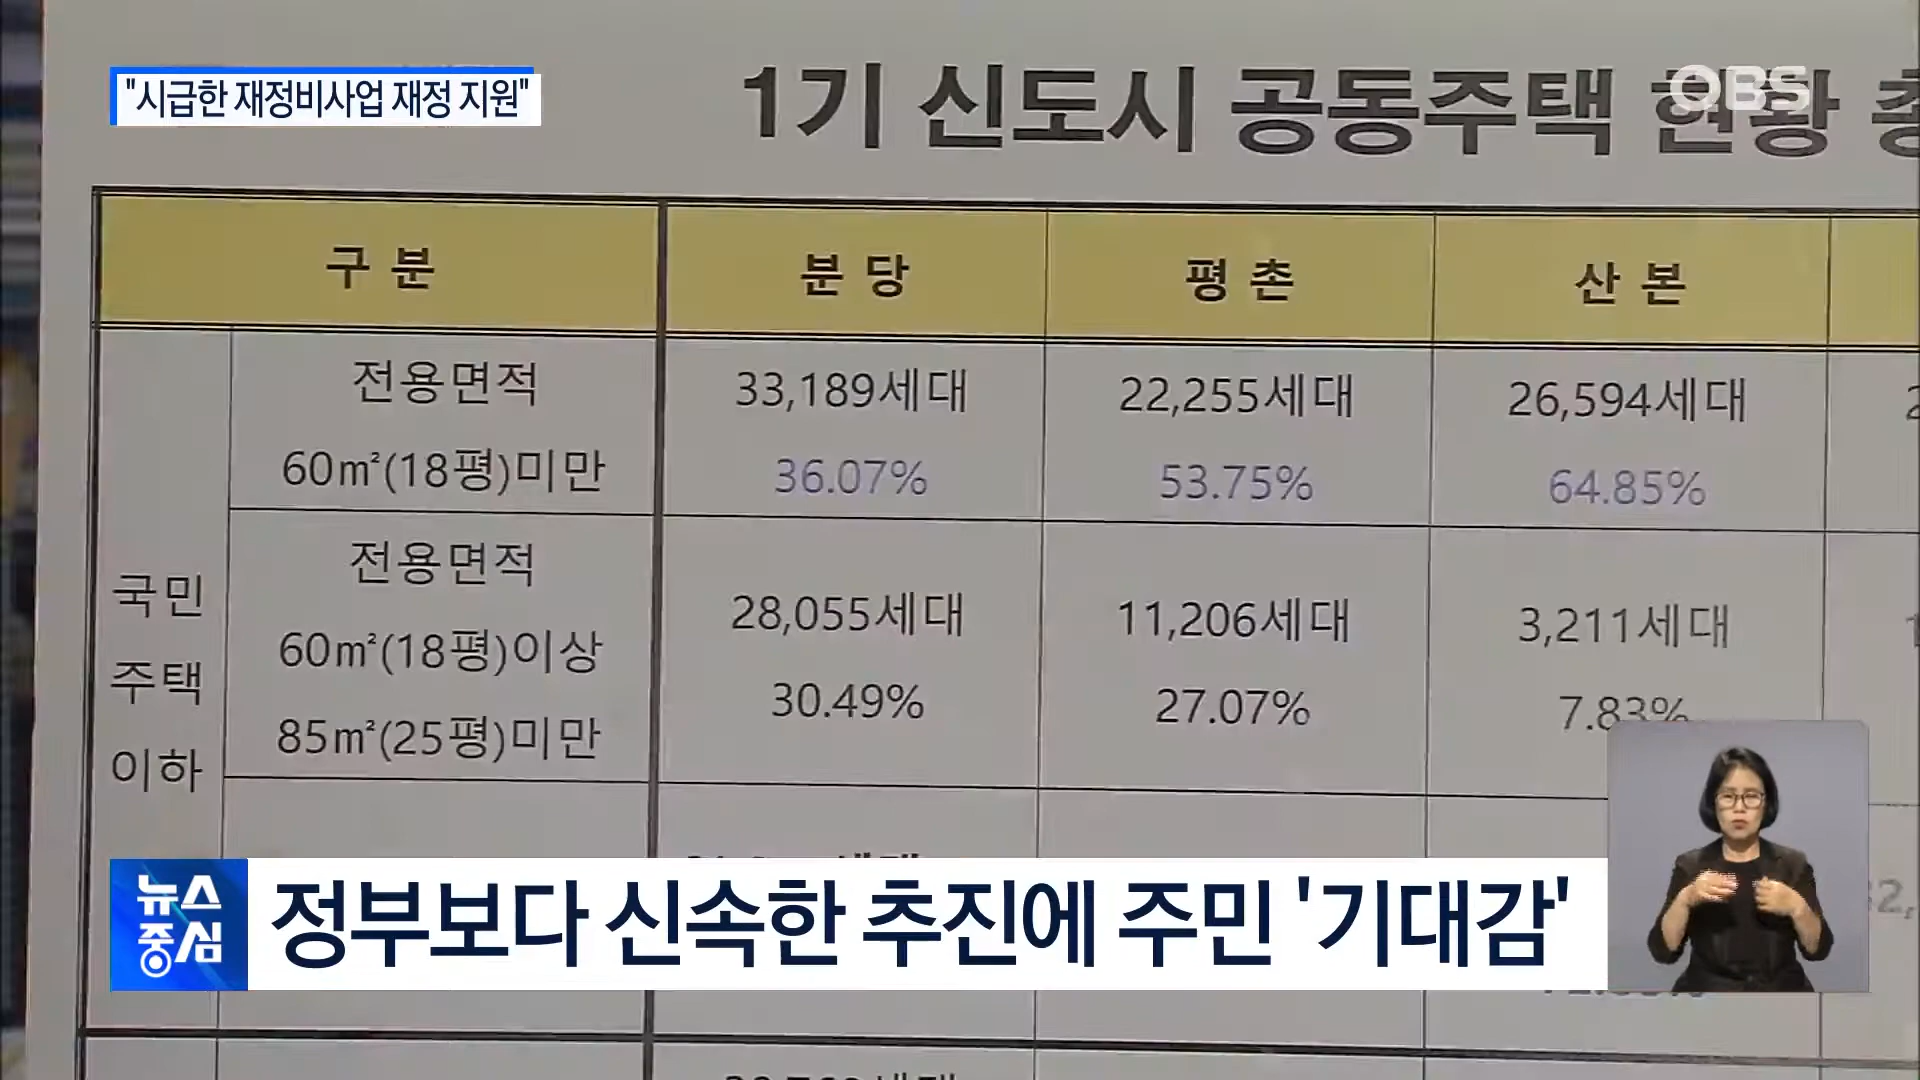 "시급한 재정비사업 재정 지원"
OBS
1기 신도시 공동주택 현황
구 분
분 당
평 촌
산 본
국민
주택
이하
전용면적
60㎡(18평)미만
33,189세대
36.07%
22,255세대
53.75%
26,594세대
64.85%
전용면적
60㎡(18평)이상
85㎡(25평)미만
28,055세대
30.49%
11,206세대
27.07%
3,211세대
7.83%
뉴스
중심
정부보다 신속한 추진에 주민 '기대감'